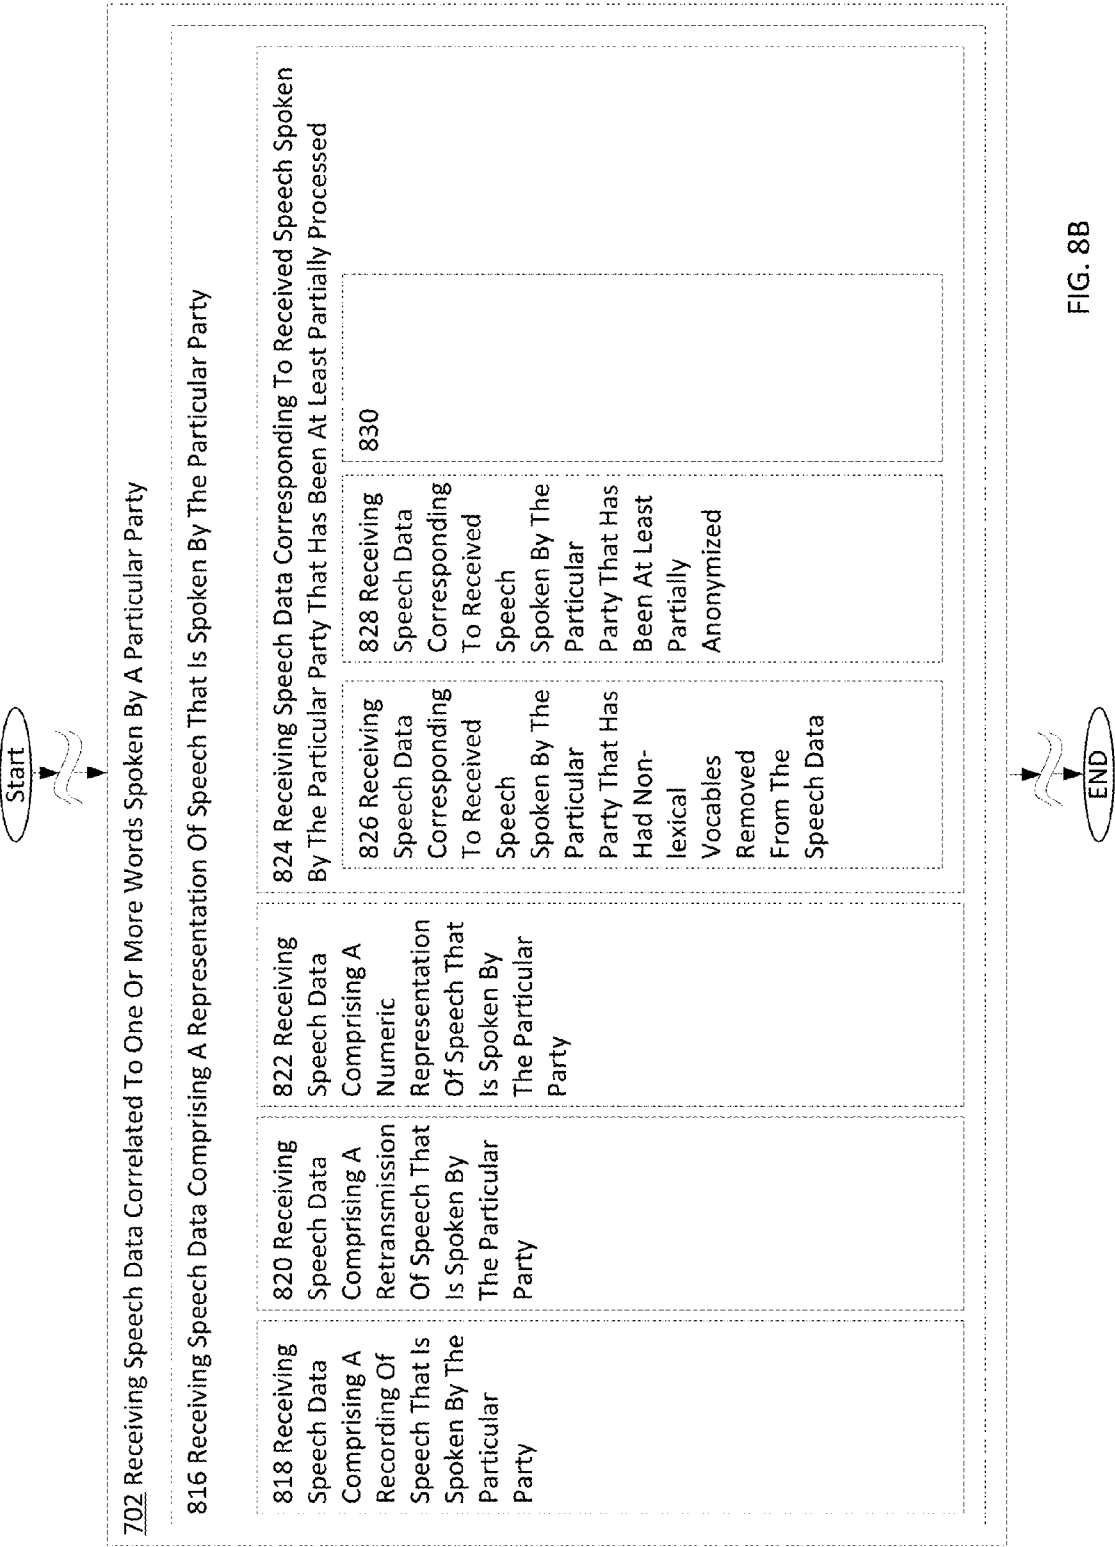 Start
702 Receiving Speech Data Correlated To One Or More Words Spoken By A Particular Party
816 Receiving Speech Data Comprising A Representation Of Speech That Is Spoken By The Particular Party
818 Receiving
Speech Data
Comprising A
Recording Of
Speech That Is
Spoken By The
Particular
Party
820 Receiving
Speech Data
Comprising A
Retransmission
Of Speech That
Is Spoken By
The Particular
Party
822 Receiving
Speech Data
Comprising A
Numeric
Representation
Of Speech That
Is Spoken By
The Particular
Party
824 Receiving Speech Data Corresponding To Received Speech Spoken
By The Particular Party That Has Been At Least Partially Processed
826 Receiving
Speech Data
Corresponding
To Received
Speech
Spoken By The
Particular
Party That Has
Had Non-
lexical
Vocables
Removed
From The
Speech Data
828 Receiving
Speech Data
Corresponding
To Received
Speech
Spoken By The
Particular
Party That Has
Been At Least
Partially
Anonymized
830
END
FIG. 8B